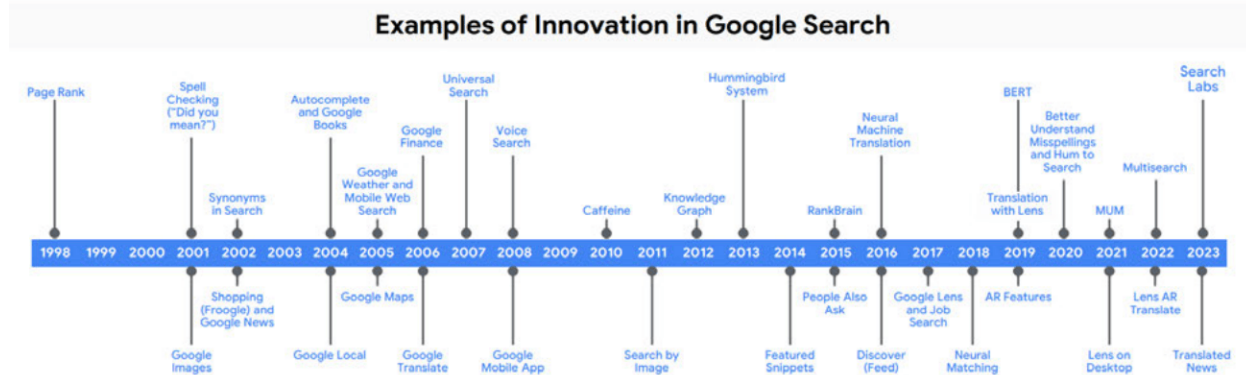 Examples of Innovation in Google Search
Page Rank
Spell
Checking
("Did you
mean?")
Synonyms
in Search
Autocomplete
and Google
Books
Google
Weather and
Mobile Web
Search
Google
Finance
Universal
Search
Voice
Search
Caffeine
Knowledge
Graph
Hummingbird
System
RankBrain
Neural
Machine
Translation
BERT
Translation
with Lens
Better
Understand
Misspellings
and Hum to
Search
MUM
Multisearch
Search
Labs
1998 1999 2000 2001 2002 2003 2004 2005 2006 2007 2008 2009 2010 2011 2012 2013 2014 2015 2016 2017 2018 2019 2020 2021 2022 2023
Google
Images
Shopping
(Froogle) and
Google News
Google Local
Google Maps
Google
Translate
Google
Mobile App
Search by
Image
Featured
Snippets
People Also
Ask
Discover
(Feed)
Google Lens
and Job
Search
Neural
Matching
AR Features
Lens on
Desktop
Lens AR
Translate
Translated
News